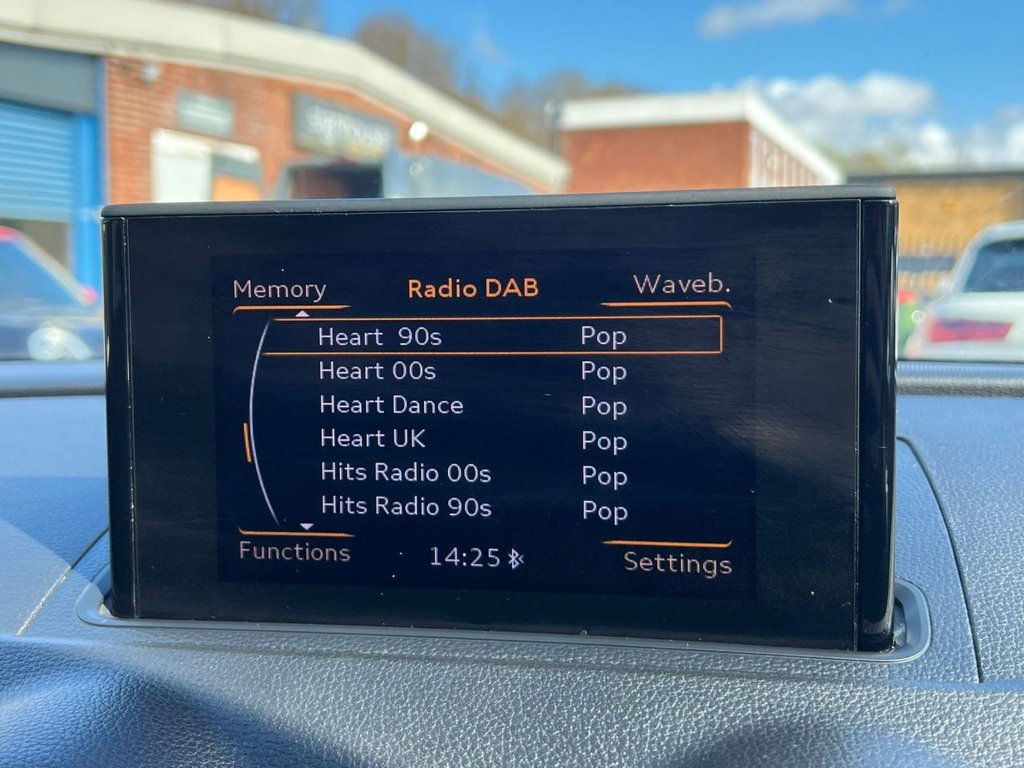 Memory Radio DAB Waveb.
Heart 90s Pop
Heart 00s Pop
Heart Dance Pop
Heart UK Pop
Hits Radio 00s Pop
Hits Radio 90s Pop
Functions 14:25 Settings